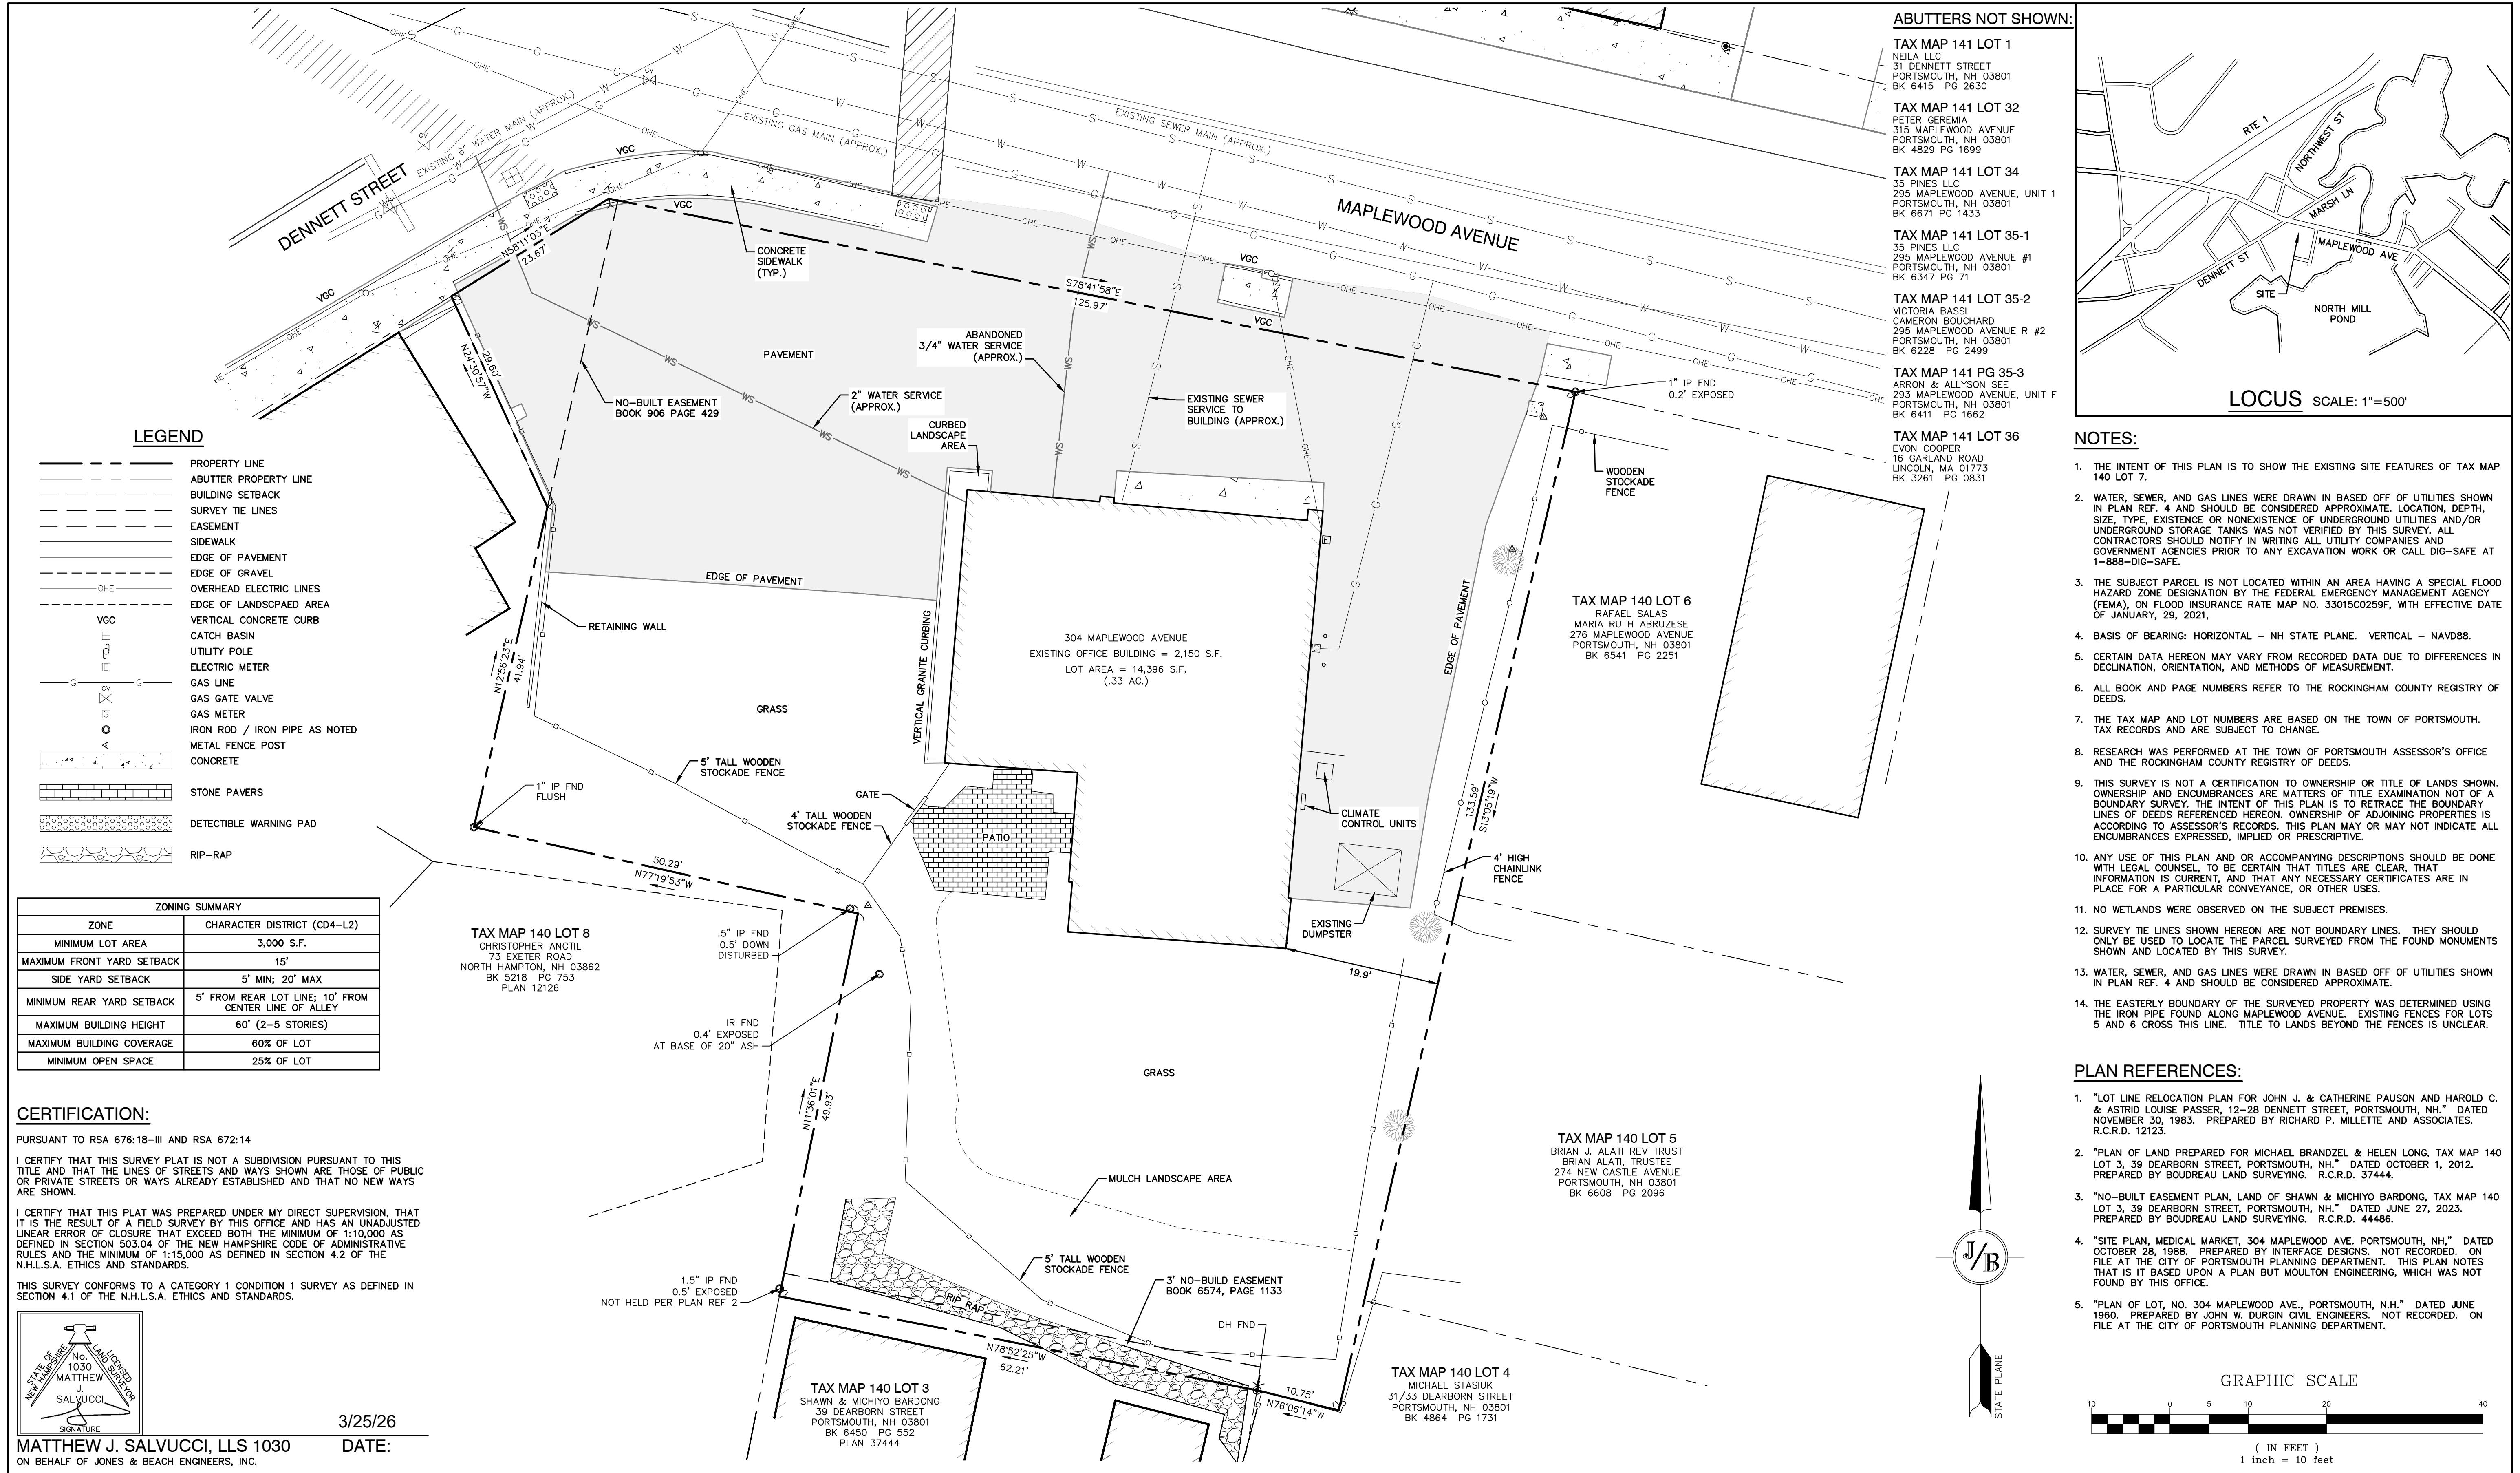 DENNETT STREET
MAPLEWOOD AVENUE
EXISTING 6" WATER MAIN (APPROX.)
EXISTING GAS MAIN (APPROX.)
EXISTING SEWER MAIN (APPROX.)
VGC
VGC
VGC
VGC
VGC
CONCRETE
SIDEWALK
(TYP.)
N58°11'03"E
23.67'
S78°41'58"E
125.97'
N24°30'57"W
29.60'
PAVEMENT
NO-BUILT EASEMENT
BOOK 906 PAGE 429
2" WATER SERVICE
(APPROX.)
ABANDONED
3/4" WATER SERVICE
(APPROX.)
EXISTING SEWER
SERVICE TO
BUILDING (APPROX.)
CURBED
LANDSCAPE
AREA
1" IP FND
0.2' EXPOSED
WOODEN
STOCKADE
FENCE
EDGE OF PAVEMENT
EDGE OF PAVEMENT
RETAINING WALL
N12°56'23"E
41.94'
VERTICAL GRANITE CURBING
304 MAPLEWOOD AVENUE
EXISTING OFFICE BUILDING = 2,150 S.F.
LOT AREA = 14,396 S.F.
(.33 AC.)
TAX MAP 140 LOT 6
RAFAEL SALAS
MARIA RUTH ABRUZESE
276 MAPLEWOOD AVENUE
PORTSMOUTH, NH 03801
BK 6541 PG 2251
GRASS
5' TALL WOODEN
STOCKADE FENCE
1" IP FND
FLUSH
GATE
4' TALL WOODEN
STOCKADE FENCE
PATIO
CLIMATE
CONTROL UNITS
133.59'
S13°05'19"W
4' HIGH
CHAINLINK
FENCE
EXISTING
DUMPSTER
50.29'
N77°19'53"W
19.9'
TAX MAP 140 LOT 8
CHRISTOPHER ANCTIL
73 EXETER ROAD
NORTH HAMPTON, NH 03862
BK 5218 PG 753
PLAN 12126
.5" IP FND
0.5' DOWN
DISTURBED
IR FND
0.4' EXPOSED
AT BASE OF 20" ASH
N11°36'01"E
49.93'
GRASS
TAX MAP 140 LOT 5
BRIAN J. ALATI REV TRUST
BRIAN ALATI, TRUSTEE
274 NEW CASTLE AVENUE
PORTSMOUTH, NH 03801
BK 6608 PG 2096
MULCH LANDSCAPE AREA
5' TALL WOODEN
STOCKADE FENCE
3' NO-BUILD EASEMENT
BOOK 6574, PAGE 1133
1.5" IP FND
0.5' EXPOSED
NOT HELD PER PLAN REF 2
RIP RAP
DH FND
N78°52'25"W
62.21'
10.75'
N76°06'14"W
TAX MAP 140 LOT 3
SHAWN & MICHIYO BARDONG
39 DEARBORN STREET
PORTSMOUTH, NH 03801
BK 6450 PG 552
PLAN 37444
TAX MAP 140 LOT 4
MICHAEL STASIUK
31/33 DEARBORN STREET
PORTSMOUTH, NH 03801
BK 4864 PG 1731
LEGEND
PROPERTY LINE
ABUTTER PROPERTY LINE
BUILDING SETBACK
SURVEY TIE LINES
EASEMENT
SIDEWALK
EDGE OF PAVEMENT
EDGE OF GRAVEL
OHE OVERHEAD ELECTRIC LINES
EDGE OF LANDSCPAED AREA
VGC VERTICAL CONCRETE CURB
CATCH BASIN
UTILITY POLE
E ELECTRIC METER
G G GAS LINE
GV GAS GATE VALVE
G GAS METER
IRON ROD / IRON PIPE AS NOTED
METAL FENCE POST
CONCRETE
STONE PAVERS
DETECTIBLE WARNING PAD
RIP-RAP
ZONING SUMMARY
ZONE CHARACTER DISTRICT (CD4-L2)
MINIMUM LOT AREA 3,000 S.F.
MAXIMUM FRONT YARD SETBACK 15'
SIDE YARD SETBACK 5' MIN; 20' MAX
MINIMUM REAR YARD SETBACK 5' FROM REAR LOT LINE; 10' FROM
CENTER LINE OF ALLEY
MAXIMUM BUILDING HEIGHT 60' (2-5 STORIES)
MAXIMUM BUILDING COVERAGE 60% OF LOT
MINIMUM OPEN SPACE 25% OF LOT
CERTIFICATION:
PURSUANT TO RSA 676:18-III AND RSA 672:14
I CERTIFY THAT THIS SURVEY PLAT IS NOT A SUBDIVISION PURSUANT TO THIS
TITLE AND THAT THE LINES OF STREETS AND WAYS SHOWN ARE THOSE OF PUBLIC
OR PRIVATE STREETS OR WAYS ALREADY ESTABLISHED AND THAT NO NEW WAYS
ARE SHOWN.
I CERTIFY THAT THIS PLAT WAS PREPARED UNDER MY DIRECT SUPERVISION, THAT
IT IS THE RESULT OF A FIELD SURVEY BY THIS OFFICE AND HAS AN UNADJUSTED
LINEAR ERROR OF CLOSURE THAT EXCEED BOTH THE MINIMUM OF 1:10,000 AS
DEFINED IN SECTION 503.04 OF THE NEW HAMPSHIRE CODE OF ADMINISTRATIVE
RULES AND THE MINIMUM OF 1:15,000 AS DEFINED IN SECTION 4.2 OF THE
N.H.L.S.A. ETHICS AND STANDARDS.
THIS SURVEY CONFORMS TO A CATEGORY 1 CONDITION 1 SURVEY AS DEFINED IN
SECTION 4.1 OF THE N.H.L.S.A. ETHICS AND STANDARDS.
STATE OF
NEW HAMPSHIRE
LICENSED
LAND SURVEYOR
No.
1030
MATTHEW
J.
SALVUCCI
SIGNATURE
3/25/26
MATTHEW J. SALVUCCI, LLS 1030 DATE:
ON BEHALF OF JONES & BEACH ENGINEERS, INC.
ABUTTERS NOT SHOWN:
TAX MAP 141 LOT 1
NEILA LLC
31 DENNETT STREET
PORTSMOUTH, NH 03801
BK 6415 PG 2630
TAX MAP 141 LOT 32
PETER GEREMIA
315 MAPLEWOOD AVENUE
PORTSMOUTH, NH 03801
BK 4829 PG 1699
TAX MAP 141 LOT 34
35 PINES LLC
295 MAPLEWOOD AVENUE, UNIT 1
PORTSMOUTH, NH 03801
BK 6671 PG 1433
TAX MAP 141 LOT 35-1
35 PINES LLC
295 MAPLEWOOD AVENUE #1
PORTSMOUTH, NH 03801
BK 6347 PG 71
TAX MAP 141 LOT 35-2
VICTORIA BASSI
CAMERON BOUCHARD
295 MAPLEWOOD AVENUE R #2
PORTSMOUTH, NH 03801
BK 6228 PG 2499
TAX MAP 141 PG 35-3
ARRON & ALLYSON SEE
293 MAPLEWOOD AVENUE, UNIT F
PORTSMOUTH, NH 03801
BK 6411 PG 1662
TAX MAP 141 LOT 36
EVON COOPER
16 GARLAND ROAD
LINCOLN, MA 01773
BK 3261 PG 0831
RTE 1
NORTHWEST ST
MARSH LN
MAPLEWOOD AVE
DENNETT ST
SITE
NORTH MILL
POND
LOCUS SCALE: 1"=500'
NOTES:
1. THE INTENT OF THIS PLAN IS TO SHOW THE EXISTING SITE FEATURES OF TAX MAP
140 LOT 7.
2. WATER, SEWER, AND GAS LINES WERE DRAWN IN BASED OFF OF UTILITIES SHOWN
IN PLAN REF. 4 AND SHOULD BE CONSIDERED APPROXIMATE. LOCATION, DEPTH,
SIZE, TYPE, EXISTENCE OR NONEXISTENCE OF UNDERGROUND UTILITIES AND/OR
UNDERGROUND STORAGE TANKS WAS NOT VERIFIED BY THIS SURVEY. ALL
CONTRACTORS SHOULD NOTIFY IN WRITING ALL UTILITY COMPANIES AND
GOVERNMENT AGENCIES PRIOR TO ANY EXCAVATION WORK OR CALL DIG-SAFE AT
1-888-DIG-SAFE.
3. THE SUBJECT PARCEL IS NOT LOCATED WITHIN AN AREA HAVING A SPECIAL FLOOD
HAZARD ZONE DESIGNATION BY THE FEDERAL EMERGENCY MANAGEMENT AGENCY
(FEMA), ON FLOOD INSURANCE RATE MAP NO. 33015C0259F, WITH EFFECTIVE DATE
OF JANUARY, 29, 2021,
4. BASIS OF BEARING: HORIZONTAL - NH STATE PLANE. VERTICAL - NAVD88.
5. CERTAIN DATA HEREON MAY VARY FROM RECORDED DATA DUE TO DIFFERENCES IN
DECLINATION, ORIENTATION, AND METHODS OF MEASUREMENT.
6. ALL BOOK AND PAGE NUMBERS REFER TO THE ROCKINGHAM COUNTY REGISTRY OF
DEEDS.
7. THE TAX MAP AND LOT NUMBERS ARE BASED ON THE TOWN OF PORTSMOUTH.
TAX RECORDS AND ARE SUBJECT TO CHANGE.
8. RESEARCH WAS PERFORMED AT THE TOWN OF PORTSMOUTH ASSESSOR'S OFFICE
AND THE ROCKINGHAM COUNTY REGISTRY OF DEEDS.
9. THIS SURVEY IS NOT A CERTIFICATION TO OWNERSHIP OR TITLE OF LANDS SHOWN.
OWNERSHIP AND ENCUMBRANCES ARE MATTERS OF TITLE EXAMINATION NOT OF A
BOUNDARY SURVEY. THE INTENT OF THIS PLAN IS TO RETRACE THE BOUNDARY
LINES OF DEEDS REFERENCED HEREON. OWNERSHIP OF ADJOINING PROPERTIES IS
ACCORDING TO ASSESSOR'S RECORDS. THIS PLAN MAY OR MAY NOT INDICATE ALL
ENCUMBRANCES EXPRESSED, IMPLIED OR PRESCRIPTIVE.
10. ANY USE OF THIS PLAN AND OR ACCOMPANYING DESCRIPTIONS SHOULD BE DONE
WITH LEGAL COUNSEL, TO BE CERTAIN THAT TITLES ARE CLEAR, THAT
INFORMATION IS CURRENT, AND THAT ANY NECESSARY CERTIFICATES ARE IN
PLACE FOR A PARTICULAR CONVEYANCE, OR OTHER USES.
11. NO WETLANDS WERE OBSERVED ON THE SUBJECT PREMISES.
12. SURVEY TIE LINES SHOWN HEREON ARE NOT BOUNDARY LINES. THEY SHOULD
ONLY BE USED TO LOCATE THE PARCEL SURVEYED FROM THE FOUND MONUMENTS
SHOWN AND LOCATED BY THIS SURVEY.
13. WATER, SEWER, AND GAS LINES WERE DRAWN IN BASED OFF OF UTILITIES SHOWN
IN PLAN REF. 4 AND SHOULD BE CONSIDERED APPROXIMATE.
14. THE EASTERLY BOUNDARY OF THE SURVEYED PROPERTY WAS DETERMINED USING
THE IRON PIPE FOUND ALONG MAPLEWOOD AVENUE. EXISTING FENCES FOR LOTS
5 AND 6 CROSS THIS LINE. TITLE TO LANDS BEYOND THE FENCES IS UNCLEAR.
PLAN REFERENCES:
1. "LOT LINE RELOCATION PLAN FOR JOHN J. & CATHERINE PAUSON AND HAROLD C.
& ASTRID LOUISE PASSER, 12-28 DENNETT STREET, PORTSMOUTH, NH." DATED
NOVEMBER 30, 1983. PREPARED BY RICHARD P. MILLETTE AND ASSOCIATES.
R.C.R.D. 12123.
2. "PLAN OF LAND PREPARED FOR MICHAEL BRANDZEL & HELEN LONG, TAX MAP 140
LOT 3, 39 DEARBORN STREET, PORTSMOUTH, NH." DATED OCTOBER 1, 2012.
PREPARED BY BOUDREAU LAND SURVEYING. R.C.R.D. 37444.
3. "NO-BUILT EASEMENT PLAN, LAND OF SHAWN & MICHIYO BARDONG, TAX MAP 140
LOT 3, 39 DEARBORN STREET, PORTSMOUTH, NH." DATED JUNE 27, 2023.
PREPARED BY BOUDREAU LAND SURVEYING. R.C.R.D. 44486.
4. "SITE PLAN, MEDICAL MARKET, 304 MAPLEWOOD AVE. PORTSMOUTH, NH," DATED
OCTOBER 28, 1988. PREPARED BY INTERFACE DESIGNS. NOT RECORDED. ON
FILE AT THE CITY OF PORTSMOUTH PLANNING DEPARTMENT. THIS PLAN NOTES
THAT IS IT BASED UPON A PLAN BUT MOULTON ENGINEERING, WHICH WAS NOT
FOUND BY THIS OFFICE.
5. "PLAN OF LOT, NO. 304 MAPLEWOOD AVE., PORTSMOUTH, N.H." DATED JUNE
1960. PREPARED BY JOHN W. DURGIN CIVIL ENGINEERS. NOT RECORDED. ON
FILE AT THE CITY OF PORTSMOUTH PLANNING DEPARTMENT.
J/B
STATE PLANE
GRAPHIC SCALE
10 0 5 10 20 40
( IN FEET )
1 inch = 10 feet